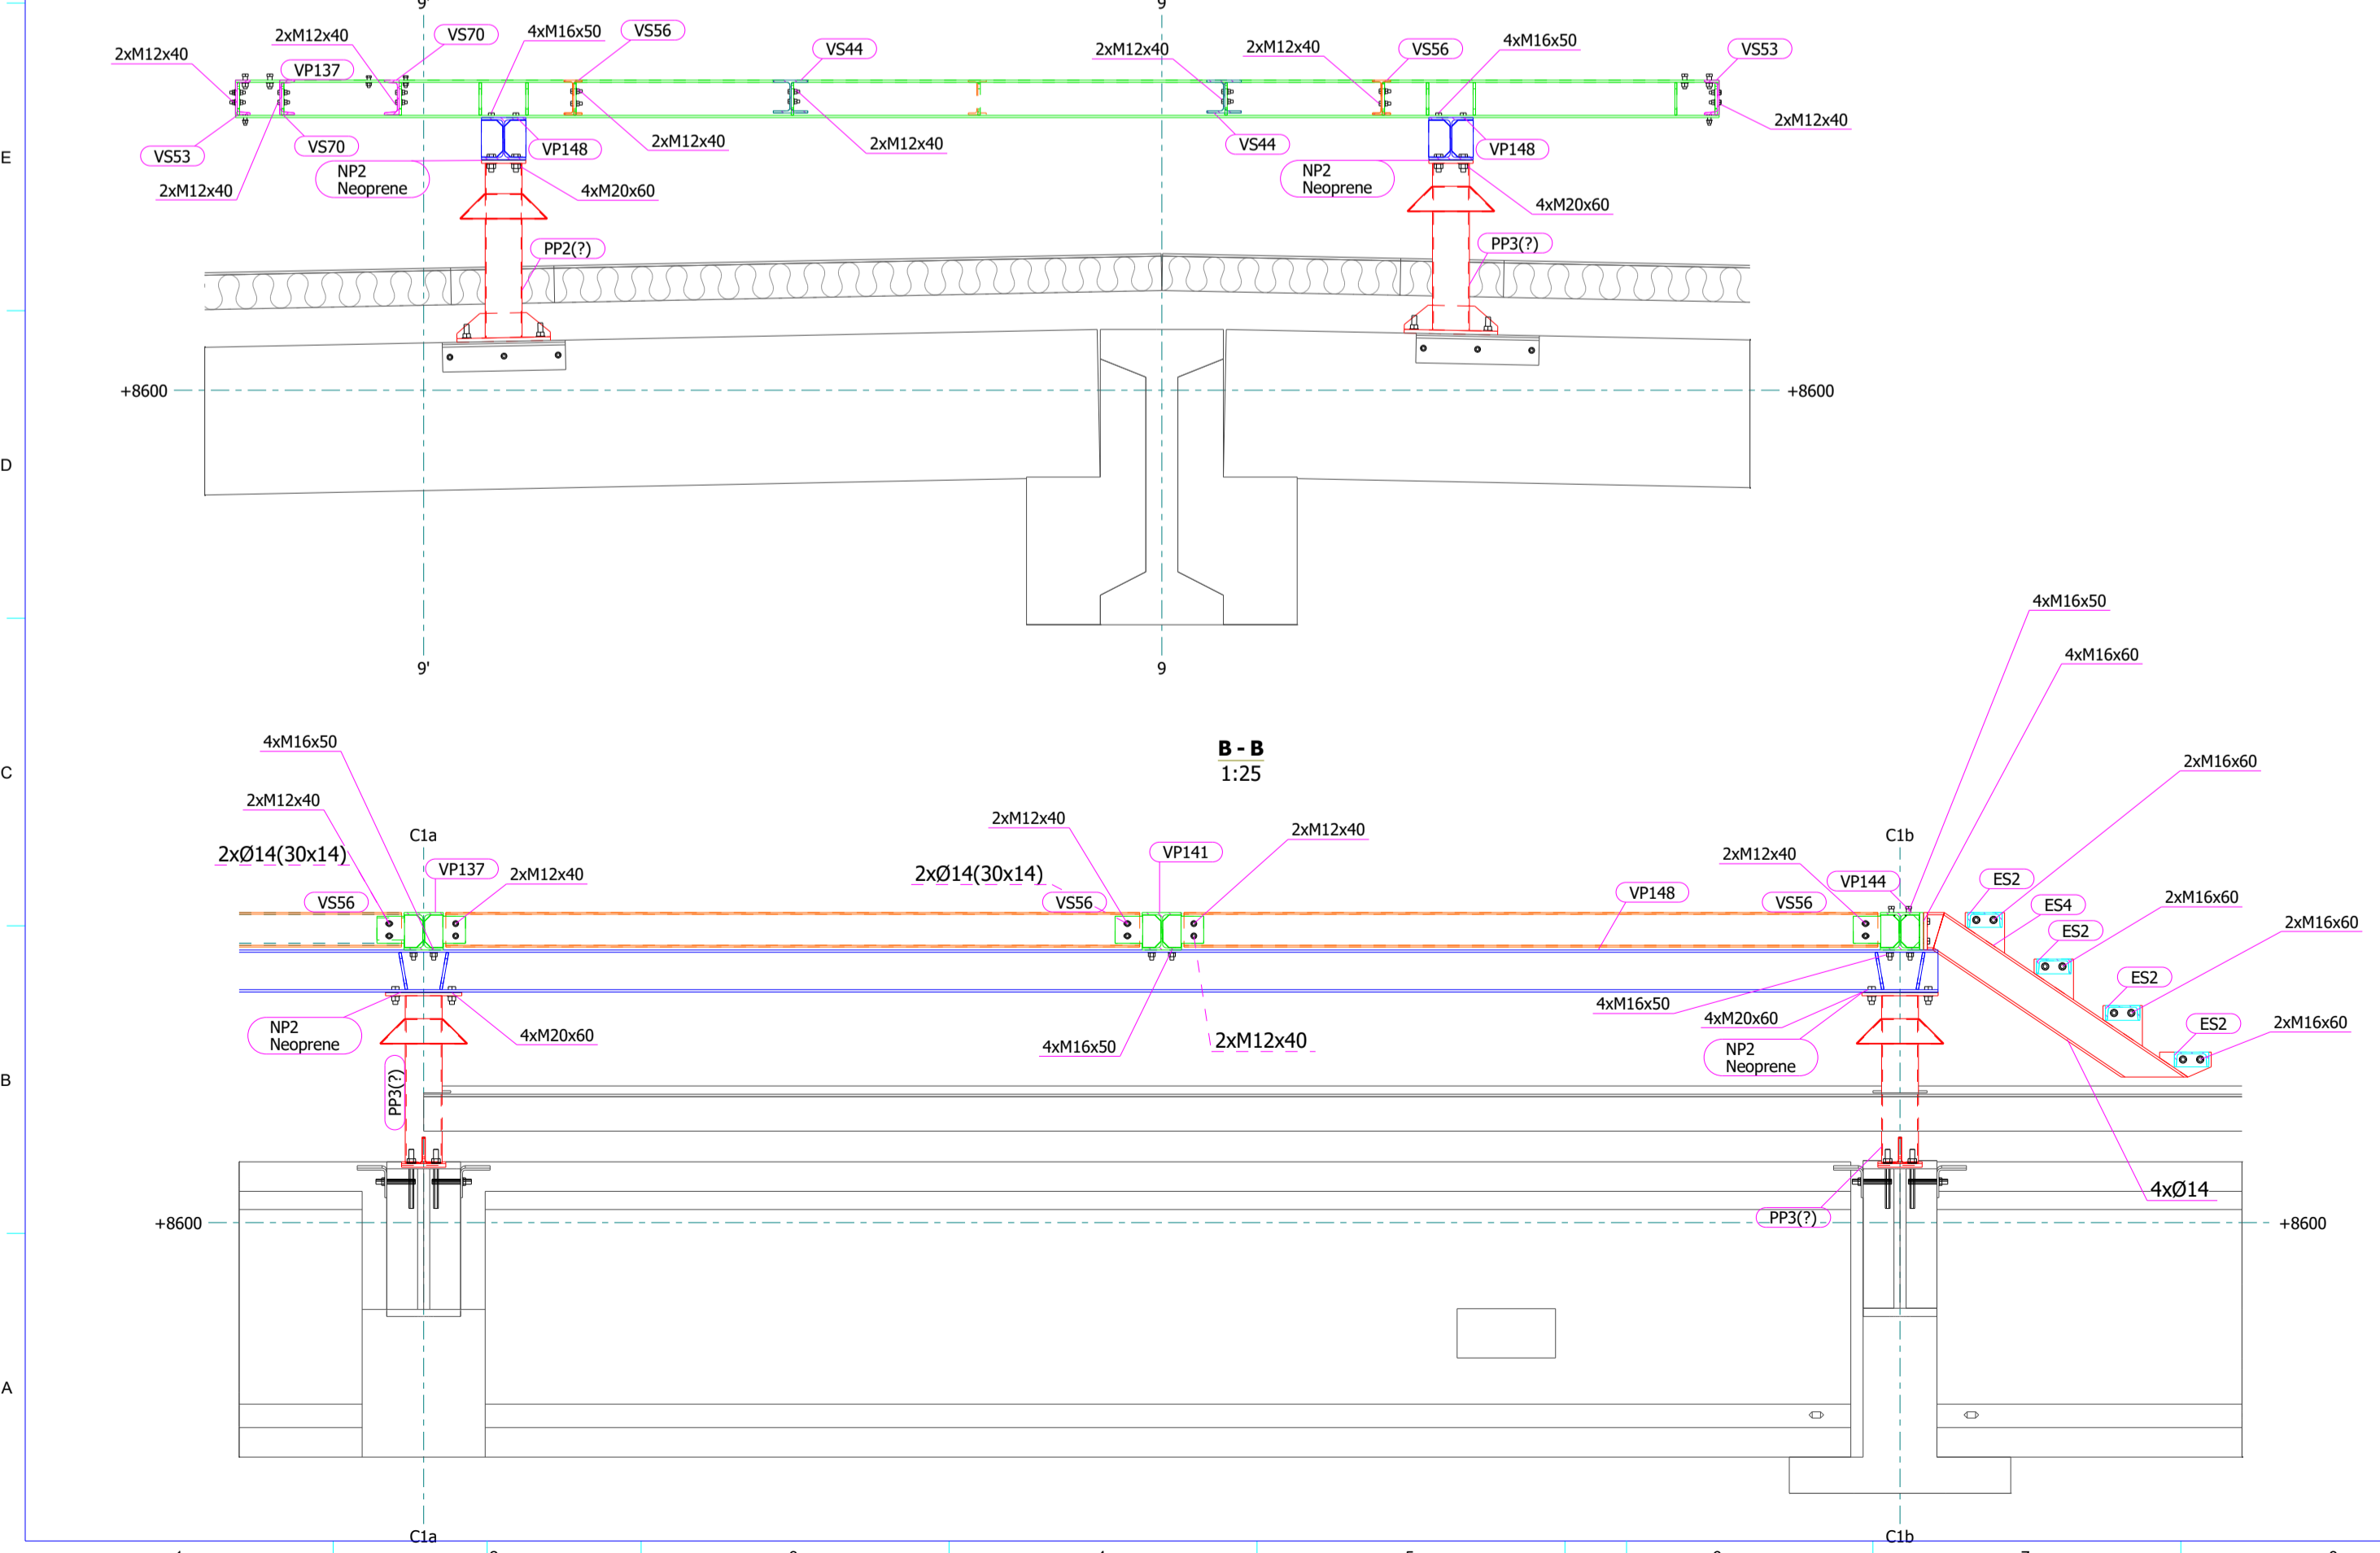 9'
9
2xM12x40
2xM12x40
VS70
4xM16x50
VS56
VS44
2xM12x40
2xM12x40
VS56
4xM16x50
VS53
VP137
E
VS53
VS70
2xM12x40
NP2
Neoprene
VP148
2xM12x40
2xM12x40
4xM20x60
VS44
NP2
Neoprene
VP148
2xM12x40
4xM20x60
PP2(?)
PP3(?)
+8600
+8600
D
9'
9
4xM16x50
4xM16x60
B - B
1:25
C
4xM16x50
2xM12x40
2xØ14(30x14)
C1a
VS56
VP137
2xM12x40
2xM12x40
2xM12x40
2xØ14(30x14)
VP141
VS56
VP148
2xM12x40
C1b
VS56
VP144
2xM16x60
ES2
ES4
2xM16x60
ES2
2xM16x60
ES2
ES2
2xM16x60
NP2
Neoprene
4xM20x60
4xM16x50
2xM12x40
4xM16x50
4xM20x60
NP2
Neoprene
B
PP3(?)
PP3(?)
4xØ14
+8600
+8600
A
C1a
C1b